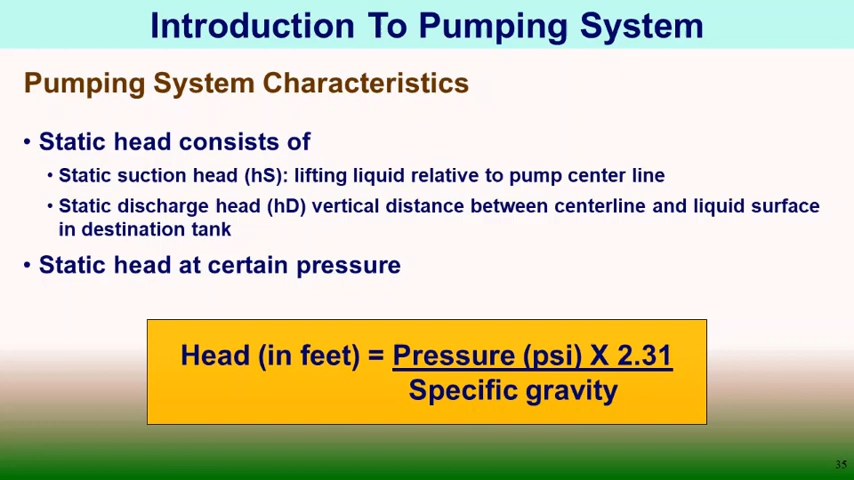 Introduction To Pumping System
Pumping System Characteristics
• Static head consists of
• Static suction head (hS): lifting liquid relative to pump center line
• Static discharge head (hD) vertical distance between centerline and liquid surface
in destination tank
• Static head at certain pressure
Head (in feet) = Pressure (psi) X 2.31
Specific gravity
35